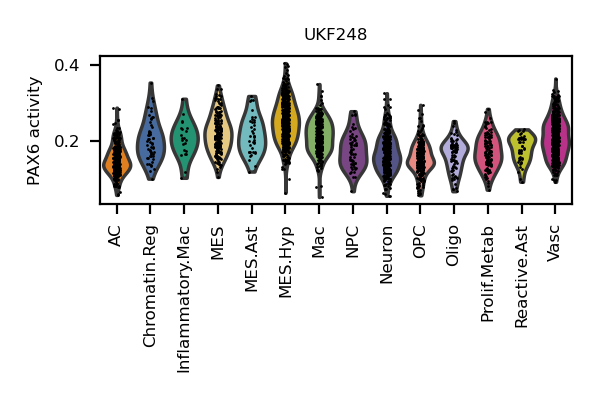 UKF248
PAX6 activity
0.4
0.2
AC
Chromatin.Reg
Inflammatory.Mac
MES
MES.Ast
MES.Hyp
Mac
NPC
Neuron
OPC
Oligo
Prolif.Metab
Reactive.Ast
Vasc